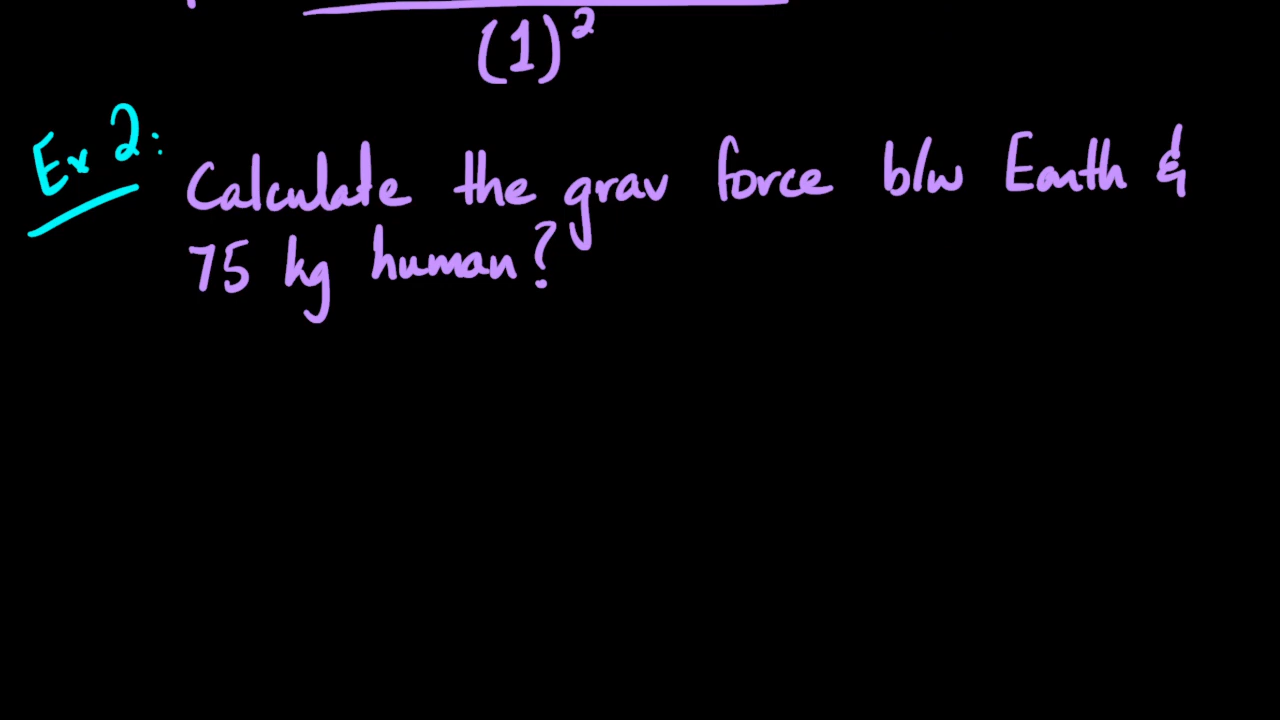 (1)²
Ex 2:
Calculate the grav force b/w Earth &
75 kg human?